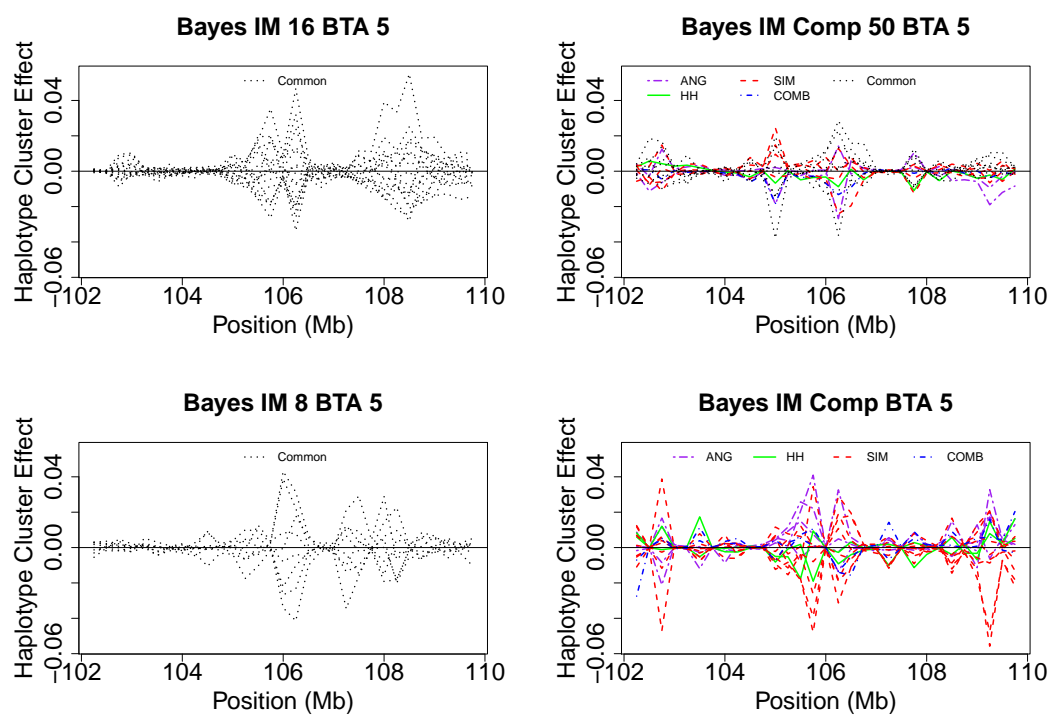 Bayes IM 16 BTA 5
Haplotype Cluster Effect
0.04
0.00
−0.06
Common
102 104 106 108 110
Position (Mb)
Bayes IM Comp 50 BTA 5
Haplotype Cluster Effect
0.04
0.00
−0.06
ANG SIM Common
HH COMB
102 104 106 108 110
Position (Mb)
Bayes IM 8 BTA 5
Haplotype Cluster Effect
0.04
0.00
−0.06
Common
102 104 106 108 110
Position (Mb)
Bayes IM Comp BTA 5
Haplotype Cluster Effect
0.04
0.00
−0.06
ANG HH SIM COMB
102 104 106 108 110
Position (Mb)